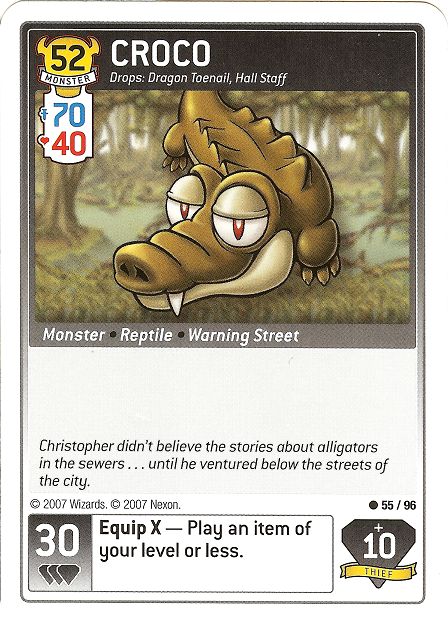 52
MONSTER
CROCO
Drops: Dragon Toenail, Hall Staff
70
40
Monster • Reptile • Warning Street
Christopher didn't believe the stories about alligators
in the sewers . . . until he ventured below the streets of
the city.
© 2007 Wizards. © 2007 Nexon.
● 55 / 96
30
Equip X — Play an item of
your level or less.
+
10
THIEF